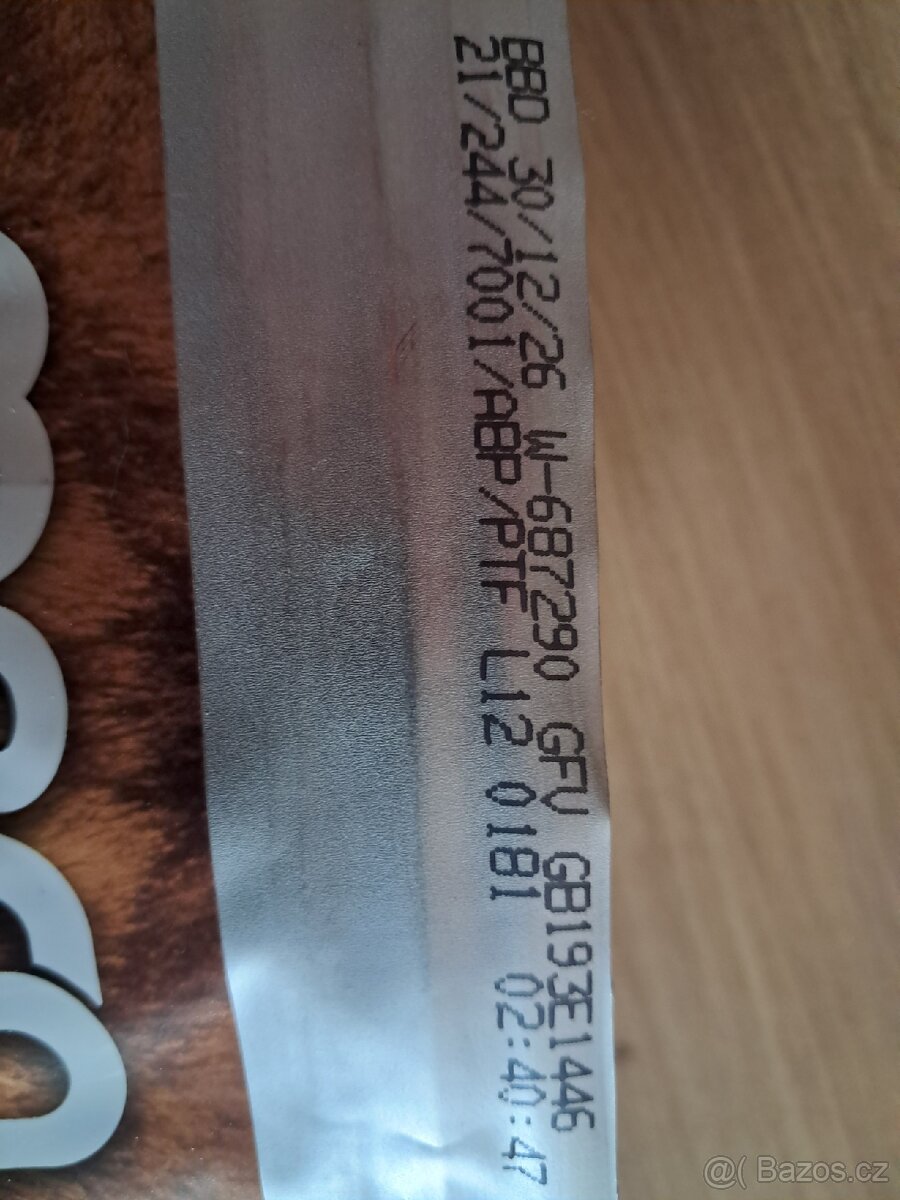 BBD 30/12/26 W-687290 GFV GB193E1446
21/244/7001/ABP/PTF L12 0181 02:40:47
@( Bazos.cz